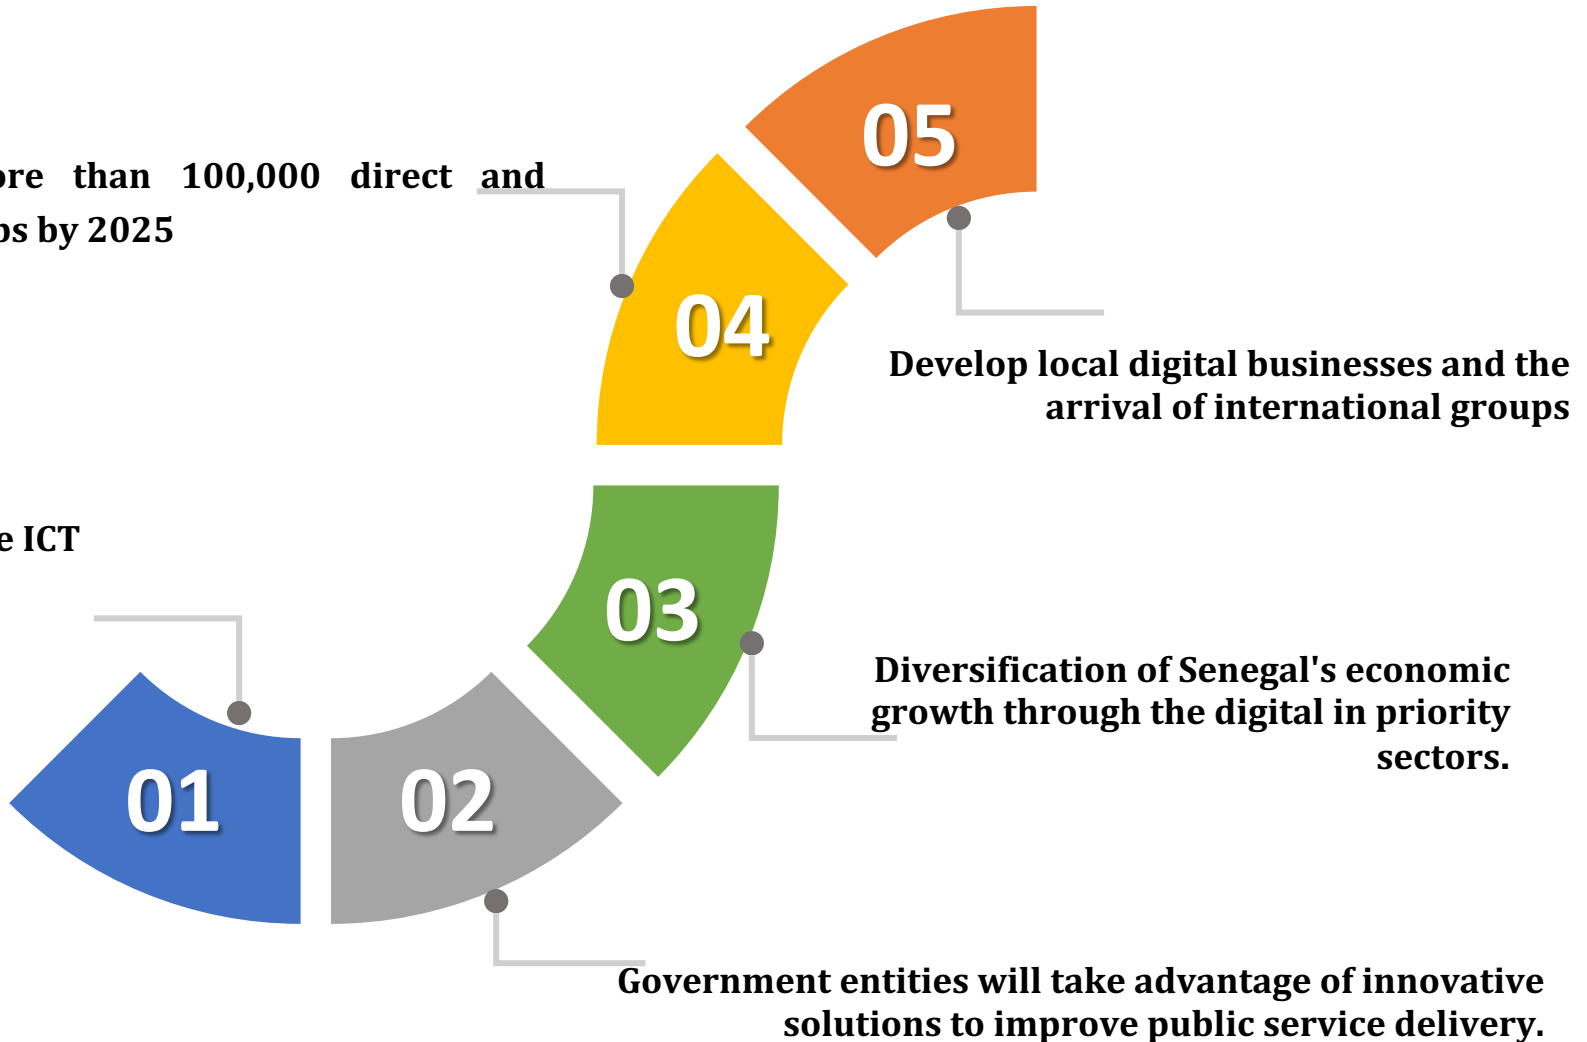 05
than 100,000 direct and
by 2025
04
Develop local digital businesses and the
arrival of international groups
ICT
03
Diversification of Senegal's economic
growth through the digital in priority
sectors.
01
02
Government entities will take advantage of innovative
solutions to improve public service delivery.